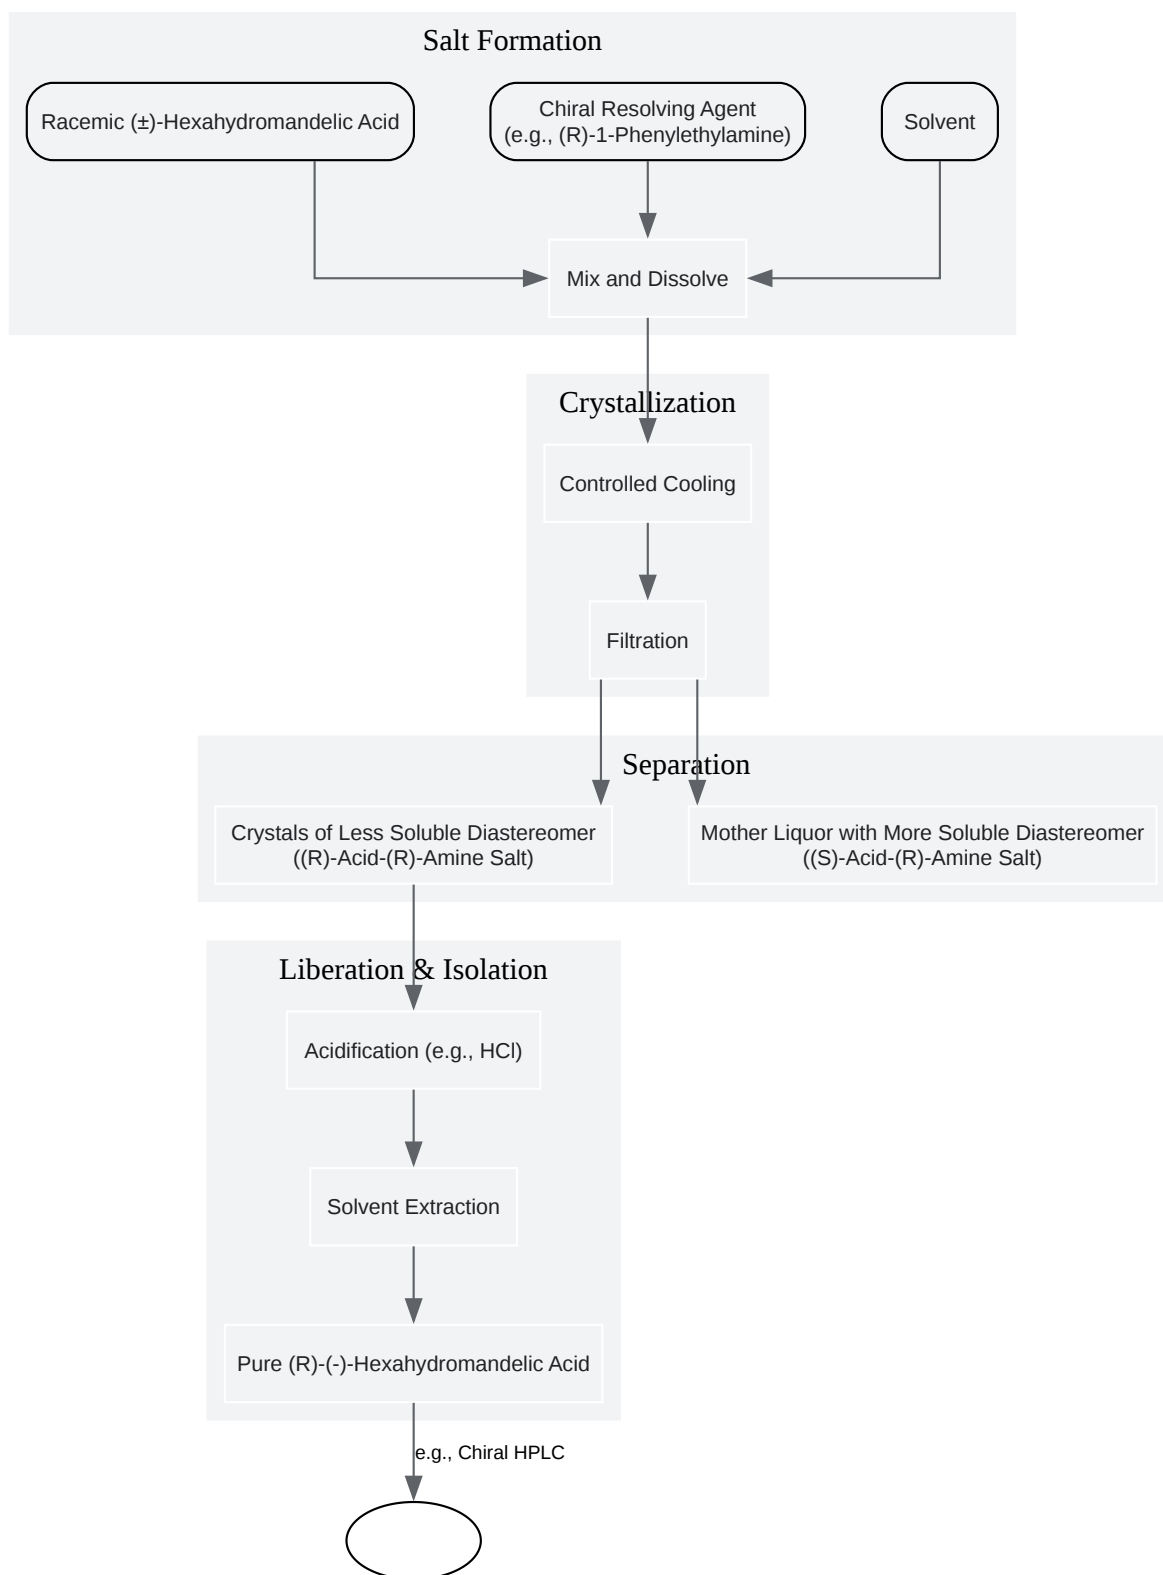 Salt Formation
Racemic (±)-Hexahydromandelic Acid
Chiral Resolving Agent
(e.g., (R)-1-Phenylethylamine)
Solvent
Mix and Dissolve
Crystallization
Controlled Cooling
Filtration
Separation
Crystals of Less Soluble Diastereomer
((R)-Acid-(R)-Amine Salt)
Mother Liquor with More Soluble Diastereomer
((S)-Acid-(R)-Amine Salt)
Liberation & Isolation
Acidification (e.g., HCl)
Solvent Extraction
Pure (R)-(-)-Hexahydromandelic Acid
e.g., Chiral HPLC